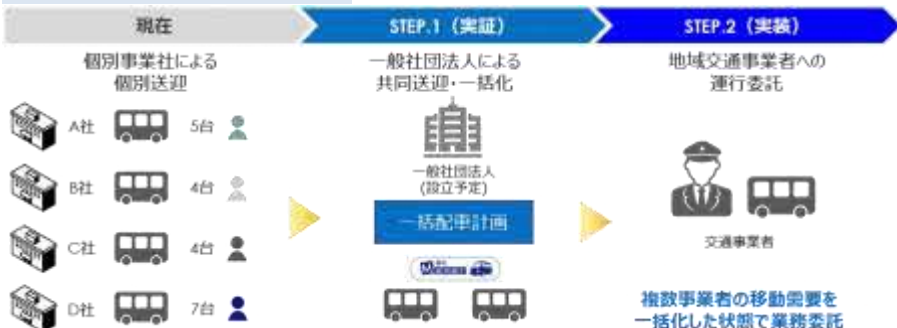 現在
STEP.1（実証）
STEP.2（実装）
個別事業社による
個別送迎
一般社団法人による
共同送迎・一括化
地域交通事業者への
運行委託
A社
5台
B社
4台
C社
4台
D社
7台
一般社団法人
(設立予定)
一括配車計画
交通事業者
複数事業者の移動需要を
一括化した状態で業務委託